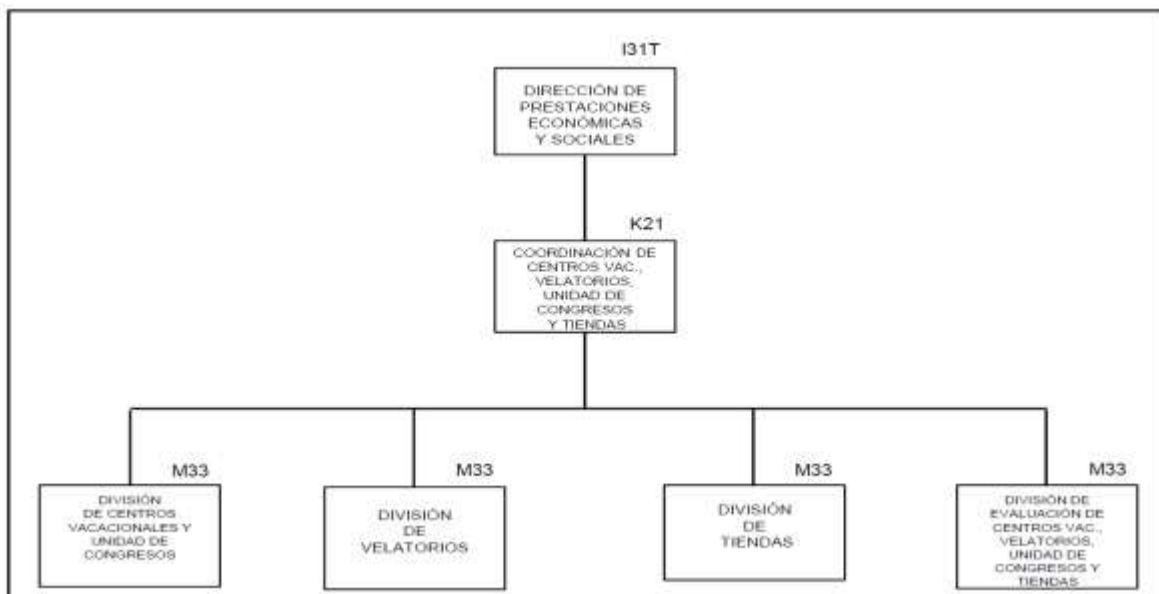 I31T
DIRECCIÓN DE
PRESTACIONES
ECONÓMICAS
Y SOCIALES
K21
COORDINACIÓN DE
CENTROS VAC.,
VELATORIOS,
UNIDAD DE
CONGRESOS
Y TIENDAS
M33
DIVISIÓN
DE CENTROS
VACACIONALES Y
UNIDAD DE
CONGRESOS
M33
DIVISIÓN
DE
VELATORIOS
M33
DIVISIÓN
DE
TIENDAS
M33
DIVISIÓN DE
EVALUACIÓN DE
CENTROS VAC.,
VELATORIOS,
UNIDAD DE
CONGRESOS Y
TIENDAS